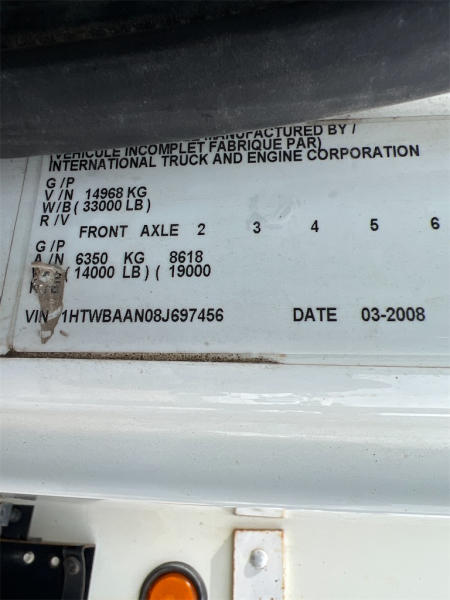 MANUFACTURED BY /
(VEHICULE INCOMPLET FABRIQUE PAR)
INTERNATIONAL TRUCK AND ENGINE CORPORATION
G / P
V / N 14968 KG
W/B ( 33000 LB )
R / V
FRONT AXLE 2 3 4 5 6
G / P
A / N 6350 KG 8618
(14000 LB) ( 19000
VIN 1HTWBAAN08J697456 DATE 03-2008